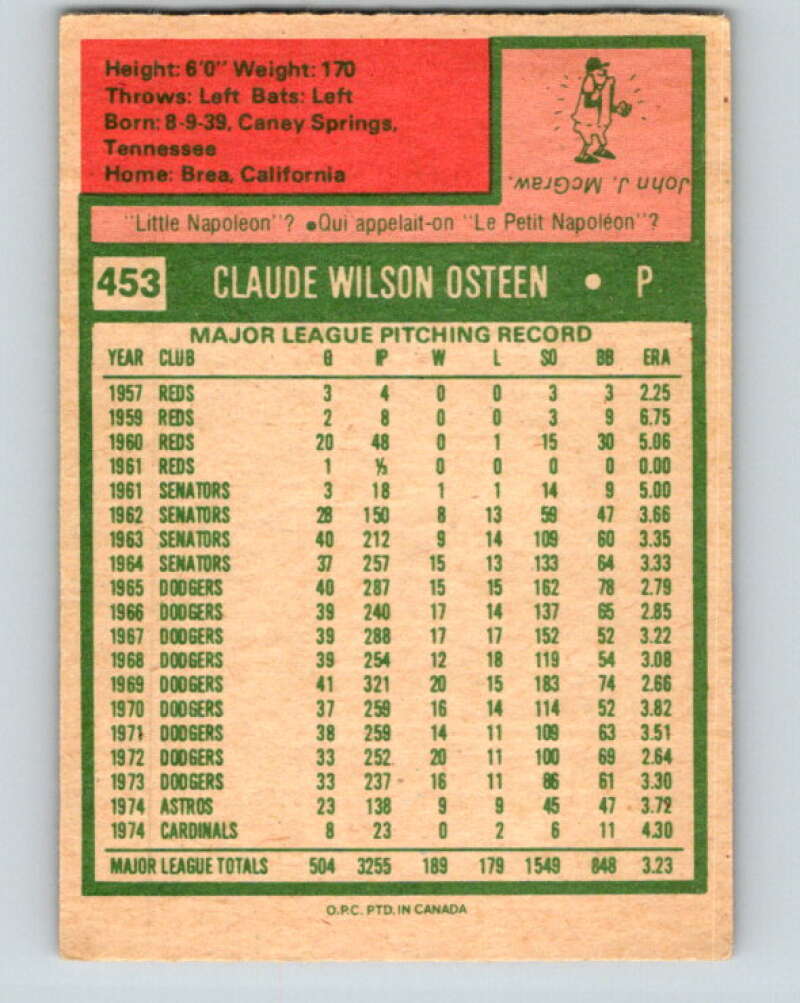 Height: 6'0" Weight: 170
Throws: Left Bats: Left
Born: 8-9-39, Caney Springs,
Tennessee
Home: Brea, California
John J. McGraw.
"Little Napoleon"? ●Qui appelait-on "Le Petit Napoléon"?
453 CLAUDE WILSON OSTEEN ● P
MAJOR LEAGUE PITCHING RECORD
YEAR CLUB G IP W L SO BB ERA
1957 REDS 3 4 0 0 3 3 2.25
1959 REDS 2 8 0 0 3 9 6.75
1960 REDS 20 48 0 1 15 30 5.06
1961 REDS 1 ⅓ 0 0 0 0 0.00
1961 SENATORS 3 18 1 1 14 9 5.00
1962 SENATORS 28 150 8 13 59 47 3.66
1963 SENATORS 40 212 9 14 109 60 3.35
1964 SENATORS 37 257 15 13 133 64 3.33
1965 DODGERS 40 287 15 15 162 78 2.79
1966 DODGERS 39 240 17 14 137 65 2.85
1967 DODGERS 39 288 17 17 152 52 3.22
1968 DODGERS 39 254 12 18 119 54 3.08
1969 DODGERS 41 321 20 15 183 74 2.66
1970 DODGERS 37 259 16 14 114 52 3.82
1971 DODGERS 38 259 14 11 109 63 3.51
1972 DODGERS 33 252 20 11 100 69 2.64
1973 DODGERS 33 237 16 11 86 61 3.30
1974 ASTROS 23 138 9 9 45 47 3.72
1974 CARDINALS 8 23 0 2 6 11 4.30
MAJOR LEAGUE TOTALS 504 3255 189 179 1549 848 3.23
O.P.C. PTD. IN CANADA